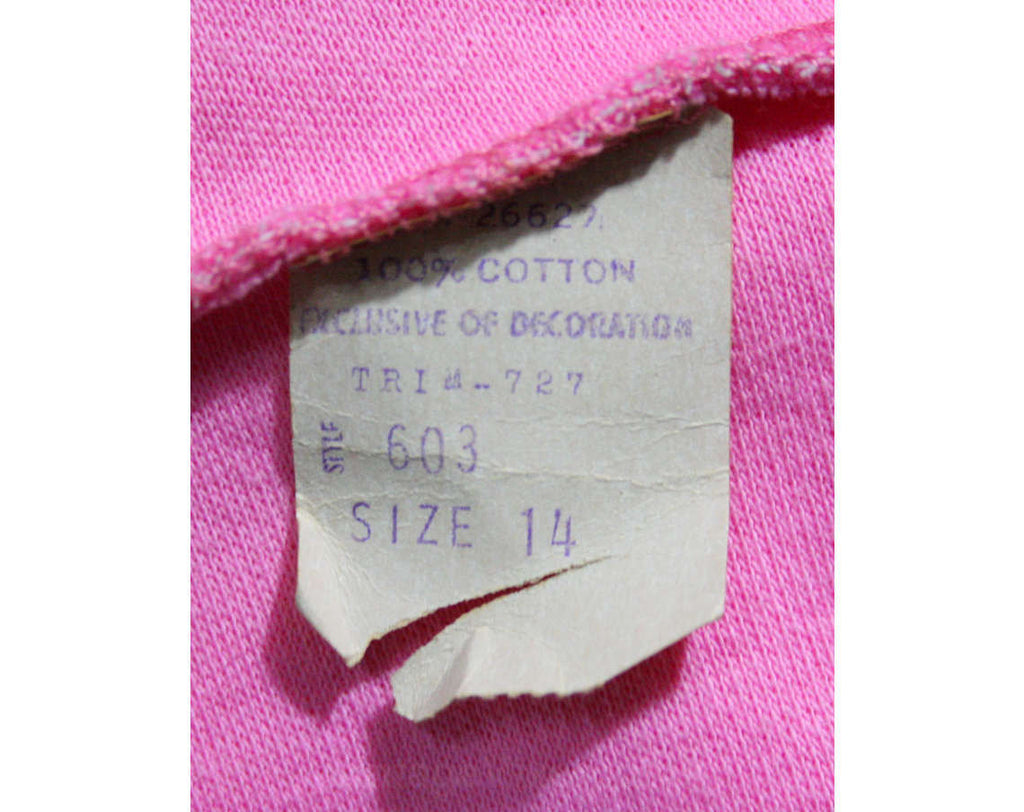 26627
100% COTTON
EXCLUSIVE OF DECORATION
TRIM-727
STYLE 603
SIZE 14